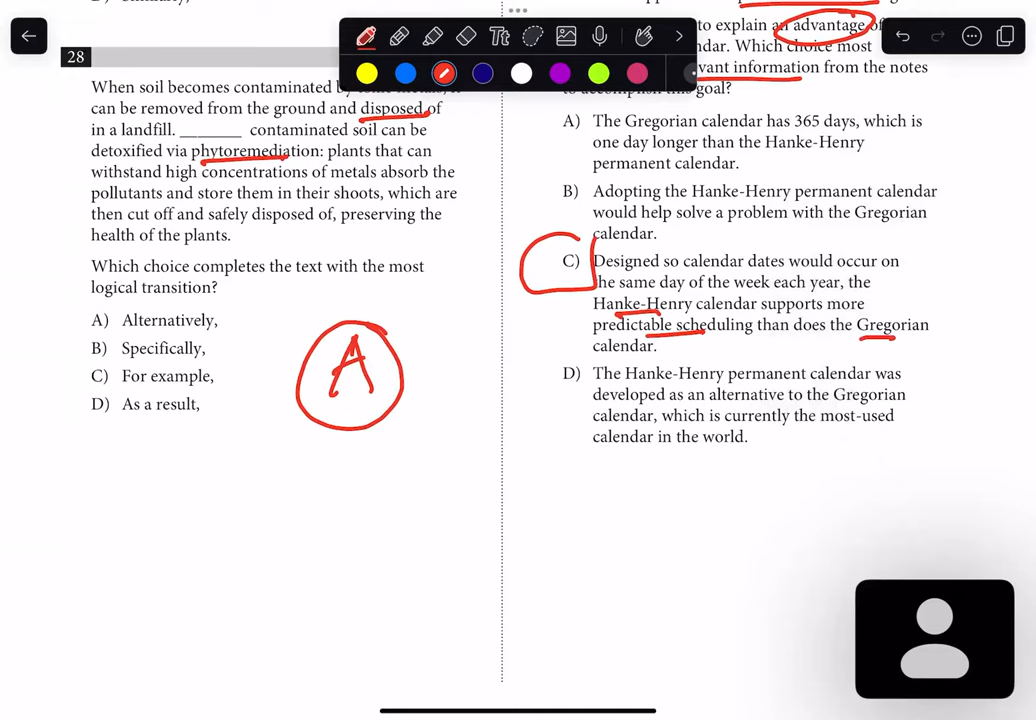 28
When soil becomes contaminated by
can be removed from the ground and disposed of
in a landfill. _______ contaminated soil can be
detoxified via phytoremediation: plants that can
withstand high concentrations of metals absorb the
pollutants and store them in their shoots, which are
then cut off and safely disposed of, preserving the
health of the plants.
Which choice completes the text with the most
logical transition?
A) Alternatively,
B) Specifically,
C) For example,
D) As a result,
A
Tt
to explain an advantage of
Which choice most
information from the notes
goal?
A) The Gregorian calendar has 365 days, which is
one day longer than the Hanke-Henry
permanent calendar.
B) Adopting the Hanke-Henry permanent calendar
would help solve a problem with the Gregorian
calendar.
C) Designed so calendar dates would occur on
the same day of the week each year, the
Hanke-Henry calendar supports more
predictable scheduling than does the Gregorian
calendar.
D) The Hanke-Henry permanent calendar was
developed as an alternative to the Gregorian
calendar, which is currently the most-used
calendar in the world.